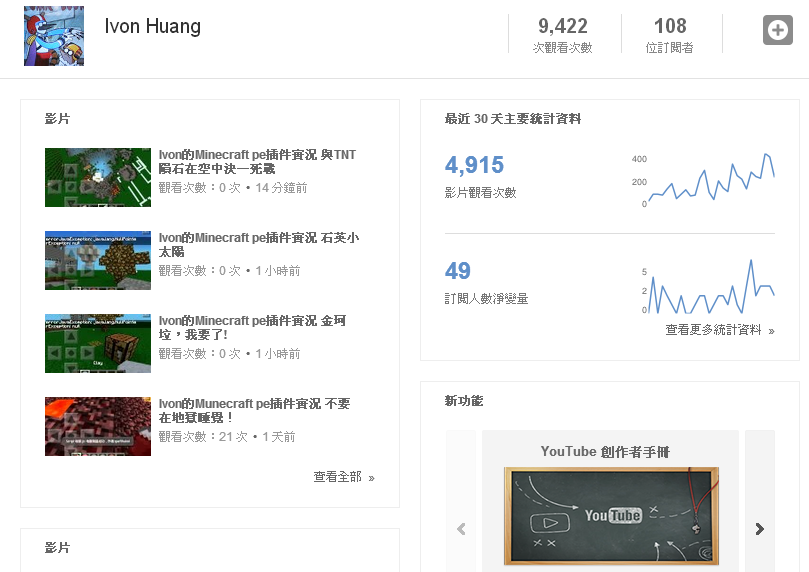 Ivon Huang
9,422
次觀看次數
108
位訂閱者
影片
Ivon的Minecraft pe插件實況 與TNT
隕石在空中決一死戰
觀看次數：0 次 • 14 分鐘前
Ivon的Minecraft pe插件實況 石英小
太陽
觀看次數：0 次 • 1 小時前
Ivon的Minecraft pe插件實況 金坷
垃，我要了!
觀看次數：0 次 • 1 小時前
Clay
Ivon的Munecraft pe插件實況 不要
在地獄睡覺！
觀看次數：21 次 • 1 天前
查看全部 »
影片
最近 30 天主要統計資料
4,915
影片觀看次數
400
200
0
49
訂閱人數淨變量
5
2
0
查看更多統計資料 »
新功能
YouTube 創作者手冊
YouTube